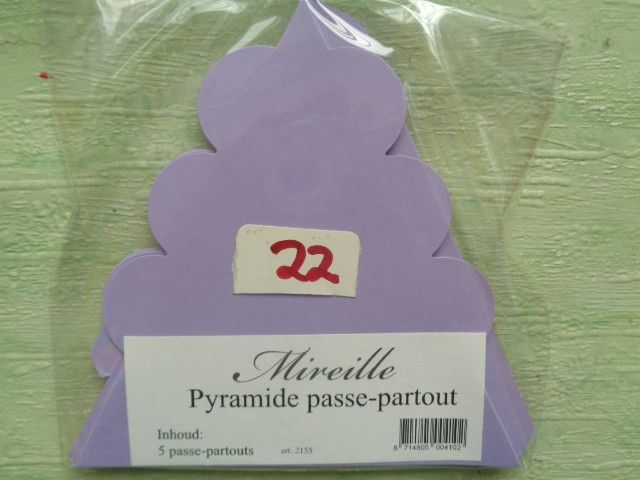 22
Mireille
Pyramide passe-partout
Inhoud:
5 passe-partouts art. 2155
8 714805 004102